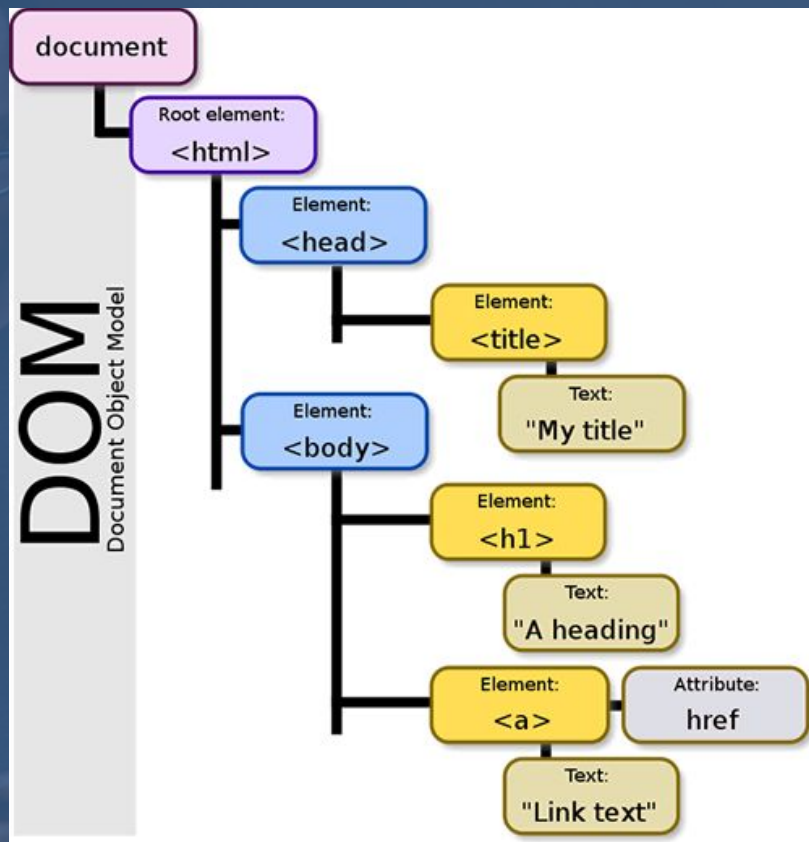 document
Root element:
<html>
Element:
<head>
Element:
<title>
Text:
"My title"
Element:
<body>
Element:
<h1>
Text:
"A heading"
Element:
<a>
Attribute:
href
Text:
"Link text"
DOM
Document Object Model